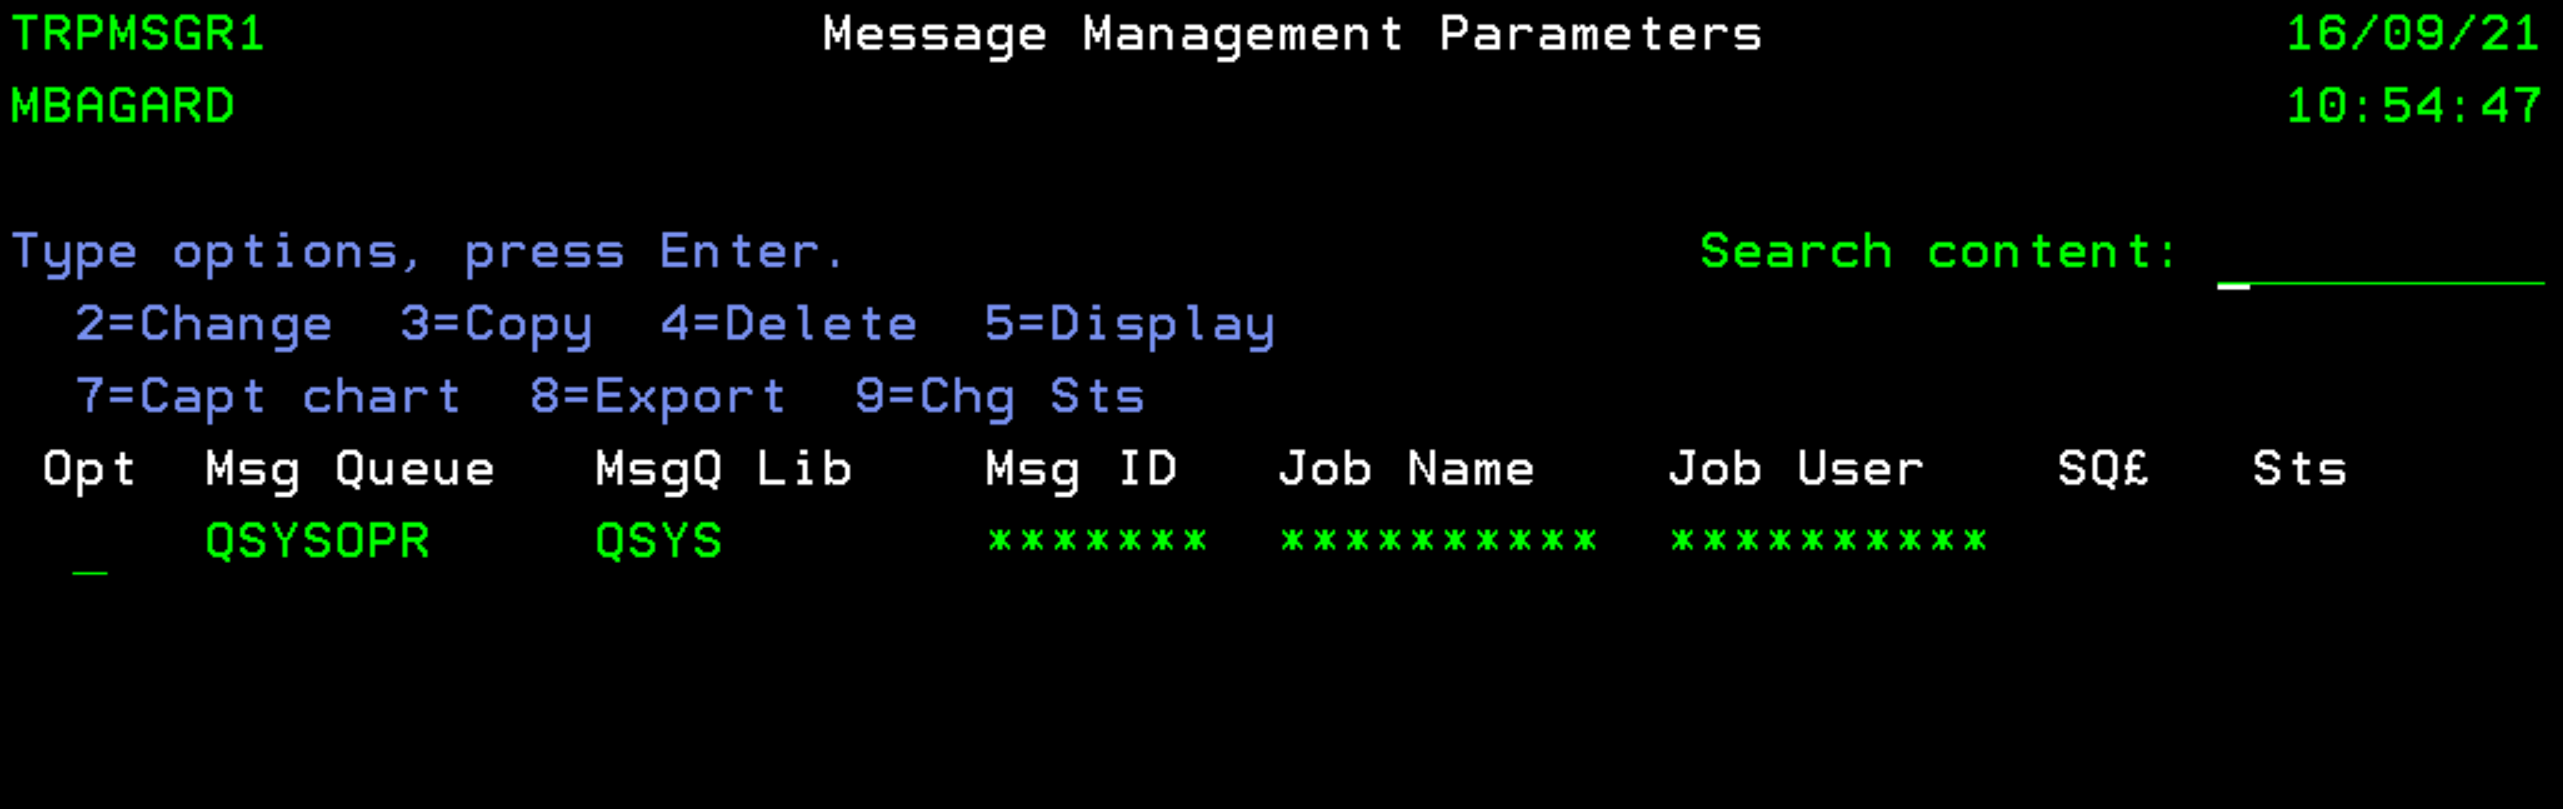 TRPMSGR1 Message Management Parameters 16/09/21
MBAGARD 10:54:47
Type options, press Enter. Search content: _
2=Change 3=Copy 4=Delete 5=Display
7=Capt chart 8=Export 9=Chg Sts
Opt Msg Queue MsgQ Lib Msg ID Job Name Job User SQ£ Sts
_ QSYSOPR QSYS ******* ********** **********